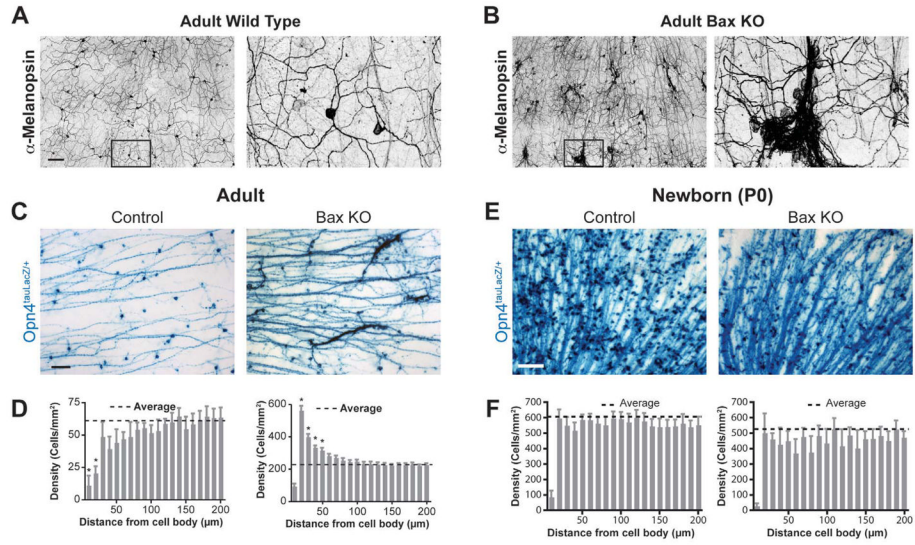 A
Adult Wild Type
α-Melanopsin
B
Adult Bax KO
α-Melanopsin
Adult
C
Control
Bax KO
Opn4tauLacZ/+
Newborn (P0)
E
Control
Bax KO
Opn4tauLacZ/+
D
Density (Cells/mm²)
75
50
25
0
Average
* *
50 100 150 200
Distance from cell body (μm)
Density (Cells/mm²)
600
500
400
300
200
100
0
Average
* * * *
50 100 150 200
Distance from cell body (μm)
F
Density (Cells/mm²)
700
600
500
400
300
200
100
0
Average
50 100 150 200
Distance from cell body (μm)
Density (Cells/mm²)
700
600
500
400
300
200
100
0
Average
50 100 150 200
Distance cell body (μm)